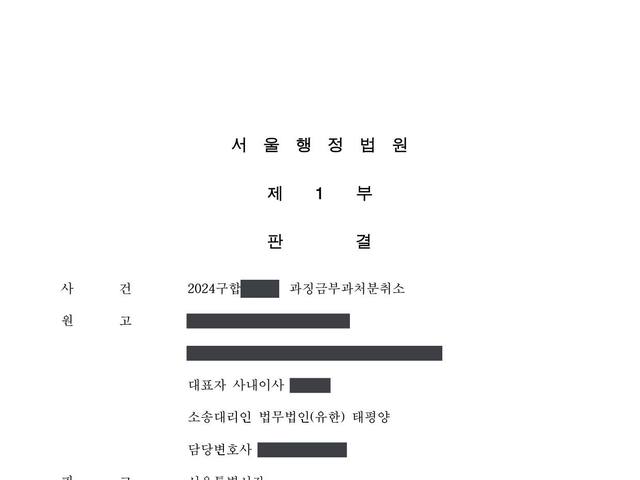 서 울 행 정 법 원
제 1 부
판 결
사 건 2024구합 과징금부과처분취소
원 고
대표자 사내이사
소송대리인 법무법인(유한) 태평양
담당변호사